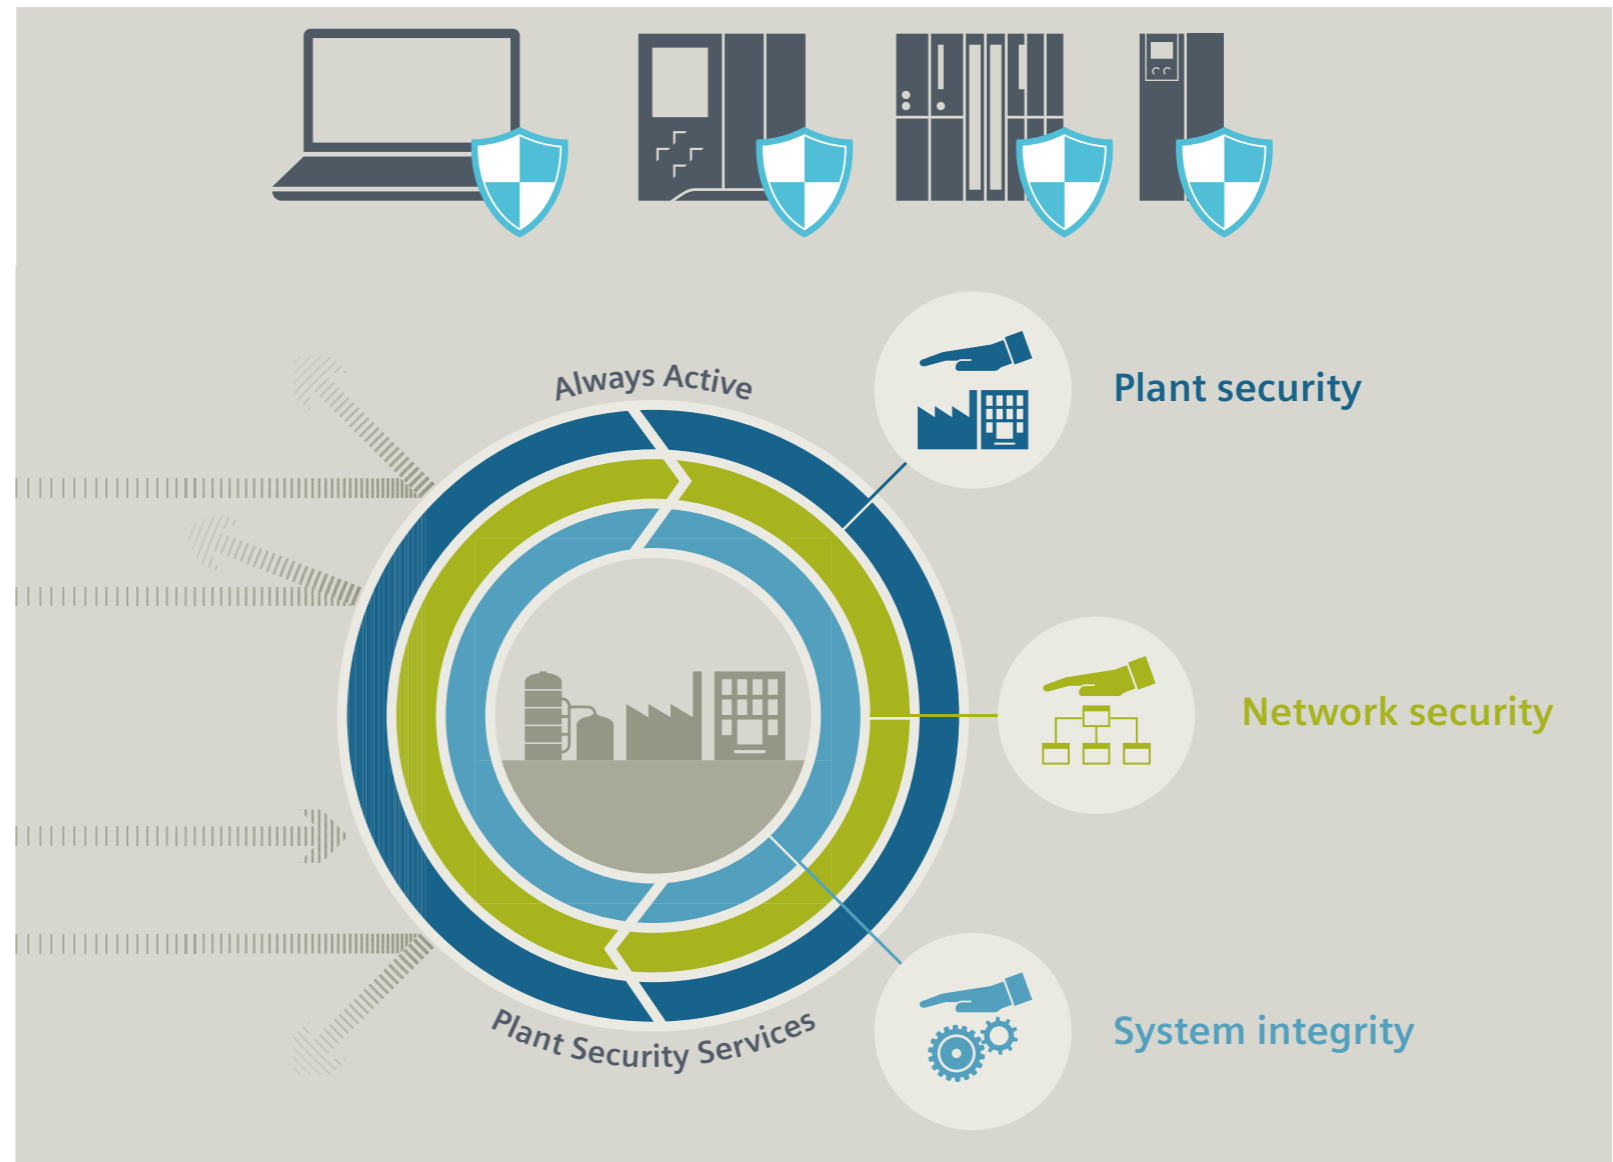 Always Active
Plant security
Network security
System integrity
Plant Security Services